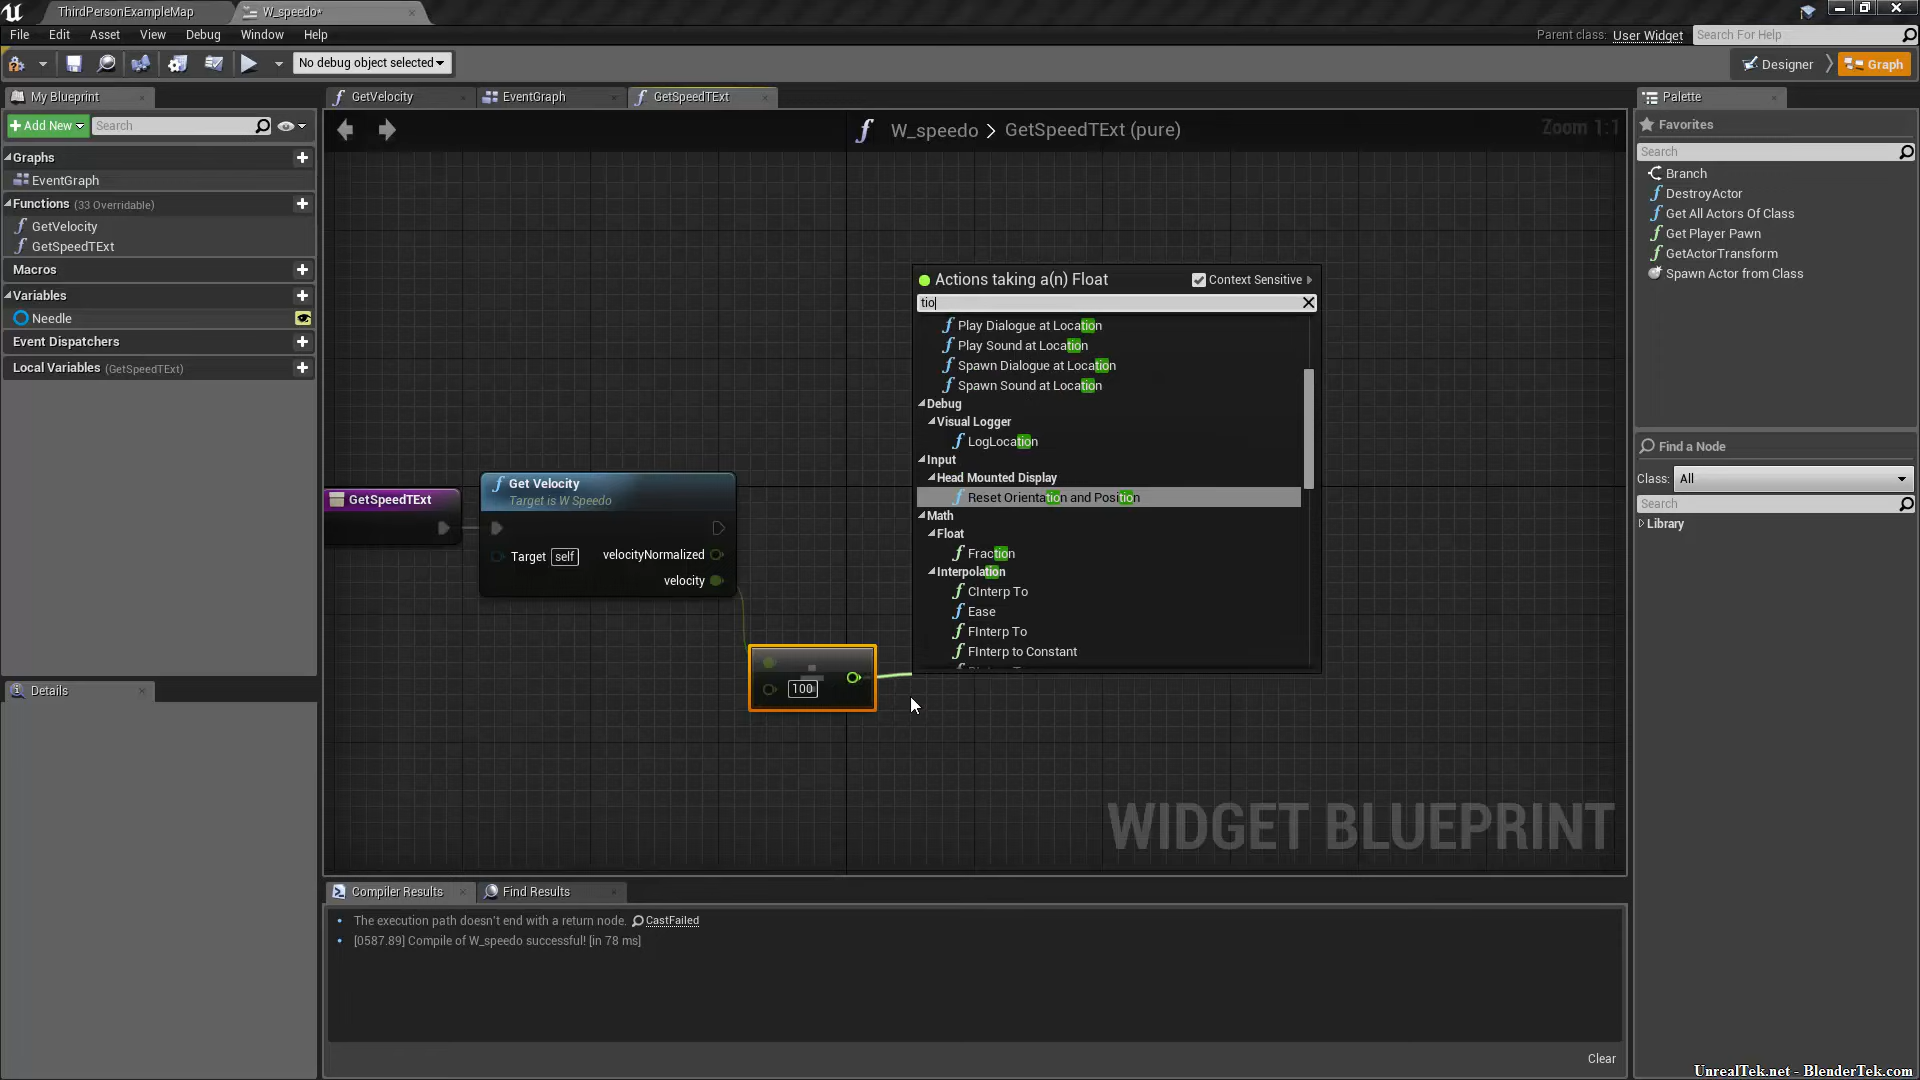 ThirdPersonExampleMap
W_speedo*
File Edit Asset View Debug Window Help
Parent class: User Widget
Search For Help
No debug object selected
Designer
Graph
My Blueprint
Add New
Search
Graphs
EventGraph
Functions (33 Overridable)
GetVelocity
GetSpeedTExt
Macros
Variables
Needle
Event Dispatchers
Local Variables (GetSpeedTExt)
Details
GetVelocity
EventGraph
GetSpeedTExt
W_speedo > GetSpeedTExt (pure)
Zoom 1:1
GetSpeedTExt
Get Velocity
Target is W Speedo
Target self
velocityNormalized
velocity
100
Actions taking a(n) Float
Context Sensitive
tio
Play Dialogue at Location
Play Sound at Location
Spawn Dialogue at Location
Spawn Sound at Location
Debug
Visual Logger
LogLocation
Input
Head Mounted Display
Reset Orientation and Position
Math
Float
Fraction
Interpolation
CInterp To
Ease
FInterp To
FInterp to Constant
WIDGET BLUEPRINT
Compiler Results
Find Results
The execution path doesn't end with a return node. CastFailed
[0587.89] Compile of W_speedo successful! [in 78 ms]
Clear
Palette
Favorites
Search
Branch
DestroyActor
Get All Actors Of Class
Get Player Pawn
GetActorTransform
Spawn Actor from Class
Find a Node
Class: All
Search
Library
UnrealTek.net - BlenderTek.com